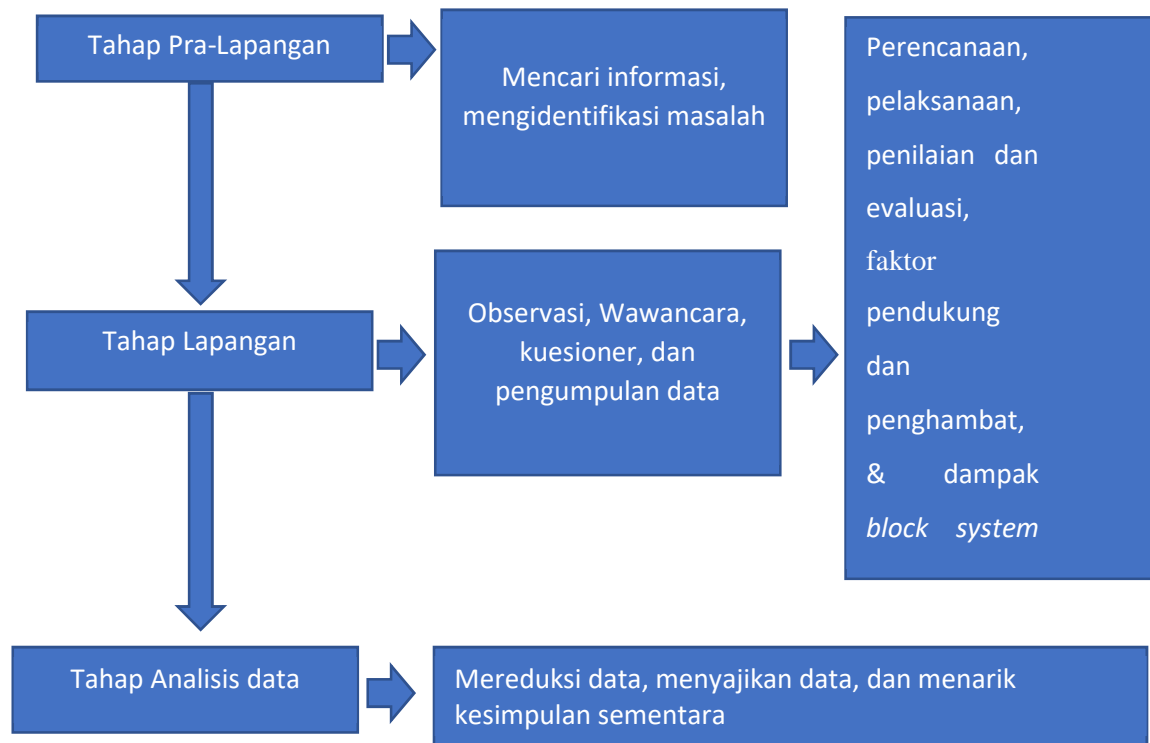 Tahap Pra-Lapangan
Mencari informasi,
mengidentifikasi masalah
Tahap Lapangan
Observasi, Wawancara,
kuesioner, dan
pengumpulan data
Perencanaan,
pelaksanaan,
penilaian dan
evaluasi,
faktor
pendukung
dan
penghambat,
& dampak
block system
Tahap Analisis data
Mereduksi data, menyajikan data, dan menarik
kesimpulan sementara